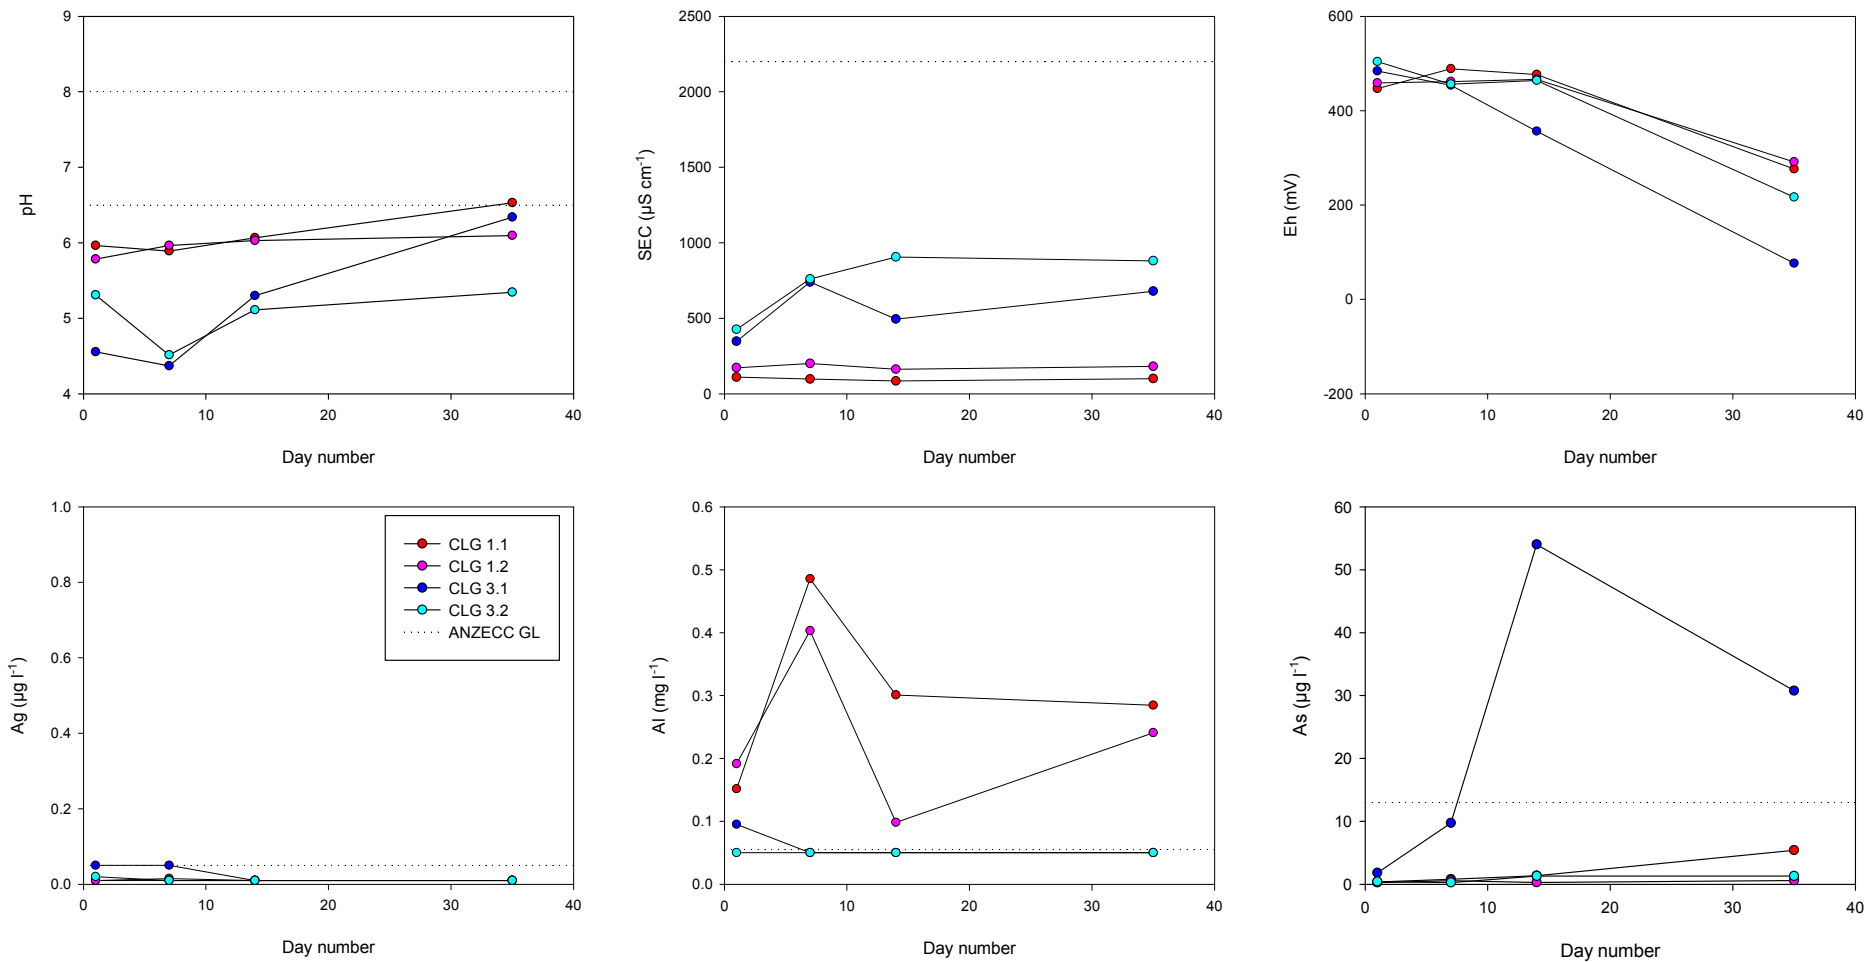 9
8
7
6
5
4
pH
0 10 20 30 40
Day number
2500
2000
1500
1000
500
0
SEC (µS cm⁻¹)
0 10 20 30 40
Day number
600
400
200
0
-200
Eh (mV)
0 10 20 30 40
Day number
1.0
0.8
0.6
0.4
0.2
0.0
Ag (µg l⁻¹)
CLG 1.1
CLG 1.2
CLG 3.1
CLG 3.2
ANZECC GL
0 10 20 30 40
Day number
0.6
0.5
0.4
0.3
0.2
0.1
0.0
Al (mg l⁻¹)
0 10 20 30 40
Day number
60
50
40
30
20
10
0
As (µg l⁻¹)
0 10 20 30 40
Day number